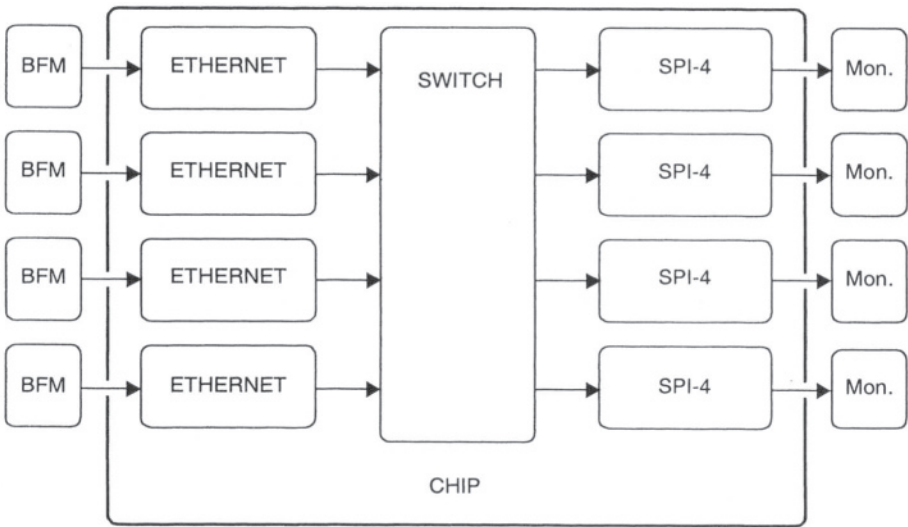 BFM
ETHERNET
SWITCH
SPI-4
Mon.
BFM
ETHERNET
SPI-4
Mon.
BFM
ETHERNET
SPI-4
Mon.
BFM
ETHERNET
SPI-4
Mon.
CHIP